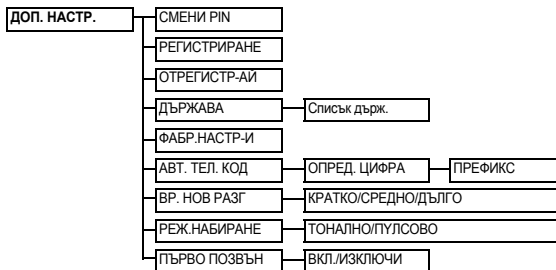 ДОП. НАСТР.
СМЕНИ PIN
РЕГИСТРИРАНЕ
ОТРЕГИСТР-АЙ
ДЪРЖАВА
Списък държ.
ФАБР.НАСТР-И
АВТ. ТЕЛ. КОД
ОПРЕД. ЦИФРА
ПРЕФИКС
ВР. НОВ РАЗГ
КРАТКО/СРЕДНО/ДЪЛГО
РЕЖ.НАБИРАНЕ
ТОНАЛНО/ПУЛСОВО
ПЪРВО ПОЗВЪН
ВКЛ./ИЗКЛЮЧИ